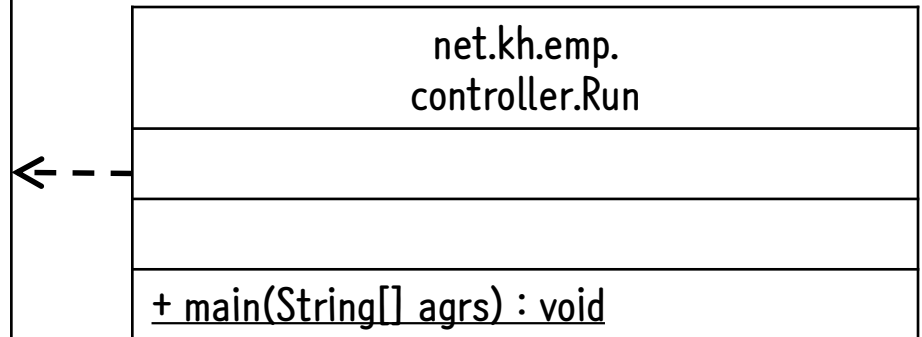 net.kh.emp.
controller.Run
+ main(String[] agrs) : void